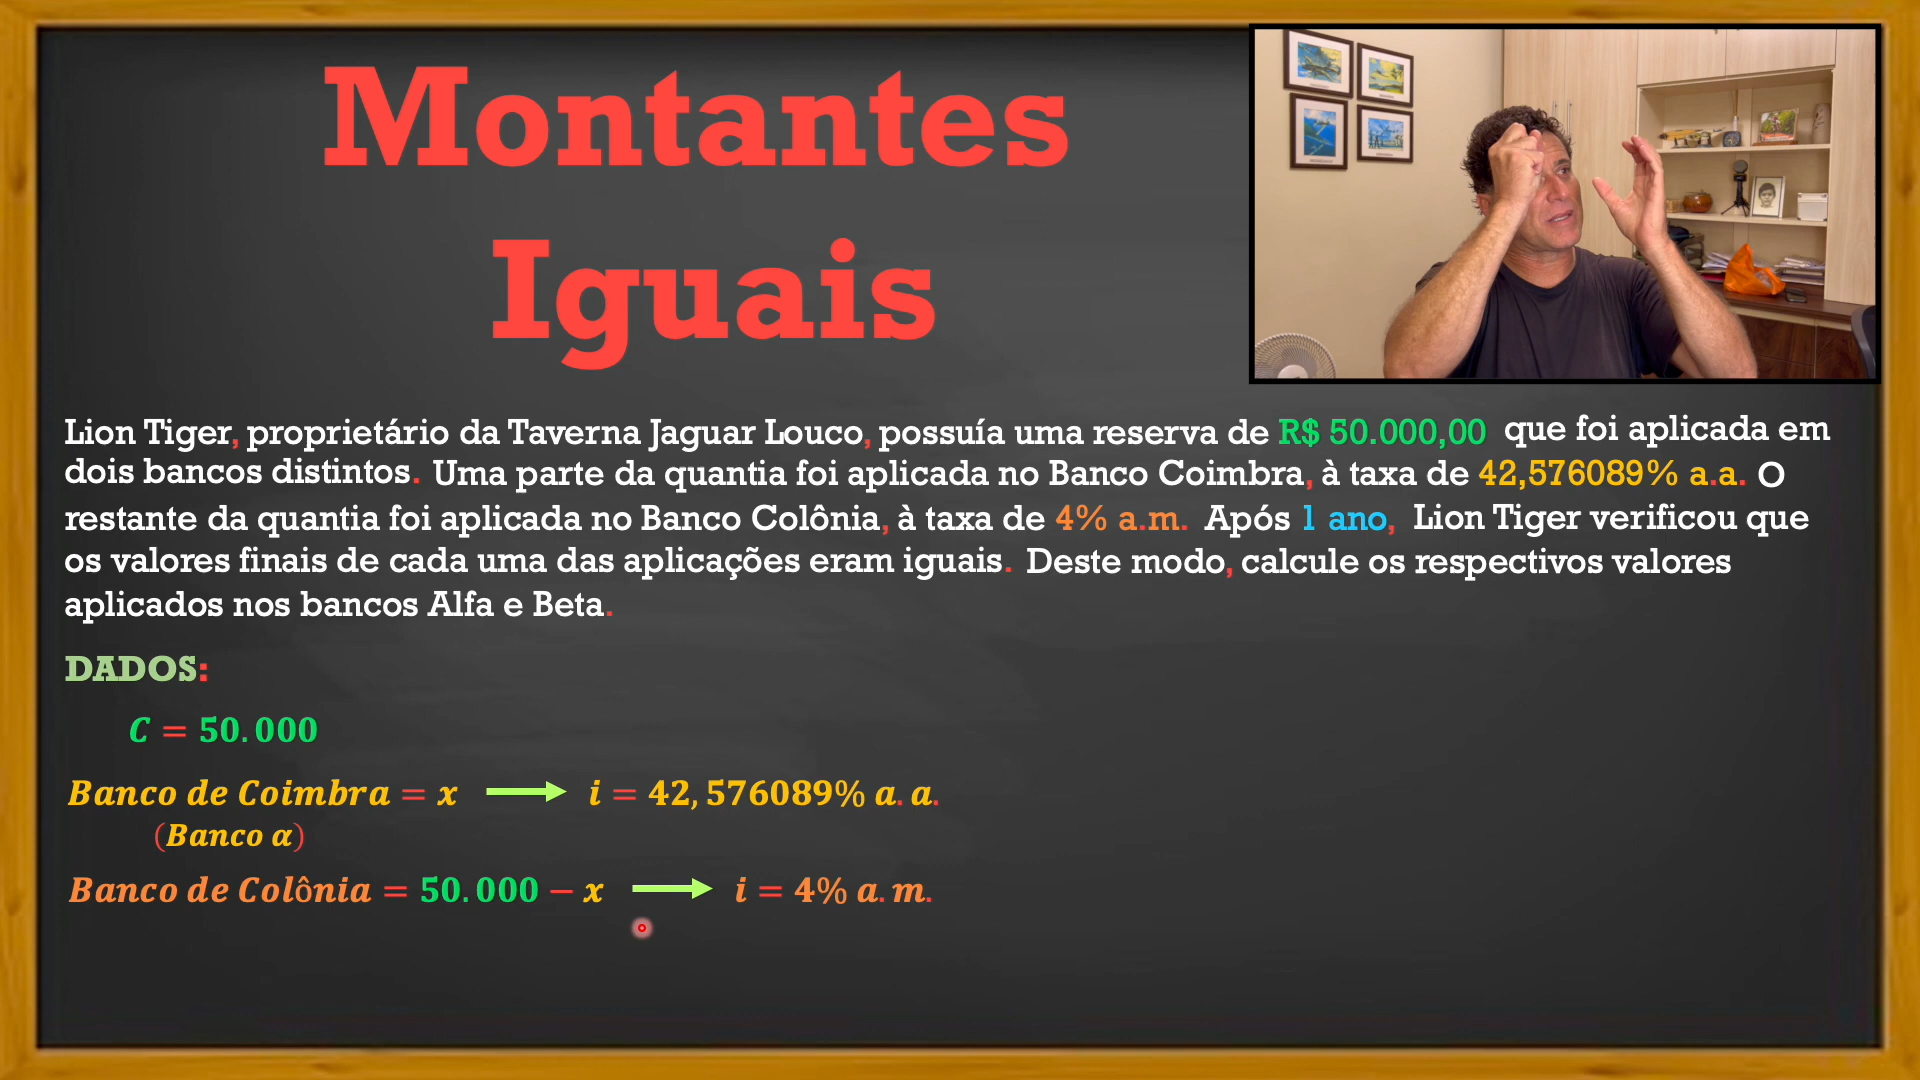 Montantes
Iguais
Lion Tiger, proprietário da Taverna Jaguar Louco, possuía uma reserva de R$ 50.000,00 que foi aplicada em
dois bancos distintos. Uma parte da quantia foi aplicada no Banco Coimbra, à taxa de 42,576089% a.a. O
restante da quantia foi aplicada no Banco Colônia, à taxa de 4% a.m. Após 1 ano, Lion Tiger verificou que
os valores finais de cada uma das aplicações eram iguais. Deste modo, calcule os respectivos valores
aplicados nos bancos Alfa e Beta.
DADOS:
C = 50.000
Banco de Coimbra = x → i = 42,576089% a.a.
(Banco α)
Banco de Colônia = 50.000 − x → i = 4% a.m.